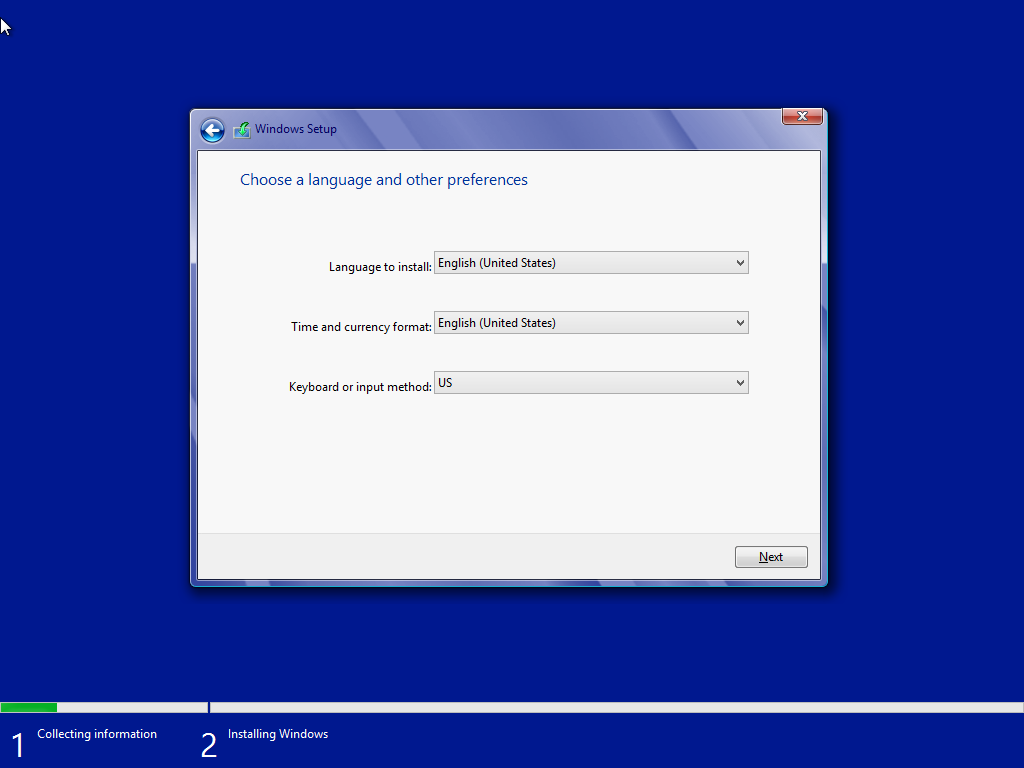 Windows Setup
Choose a language and other preferences
Language to install: English (United States)
Time and currency format: English (United States)
Keyboard or input method: US
Next
1 Collecting information 2 Installing Windows